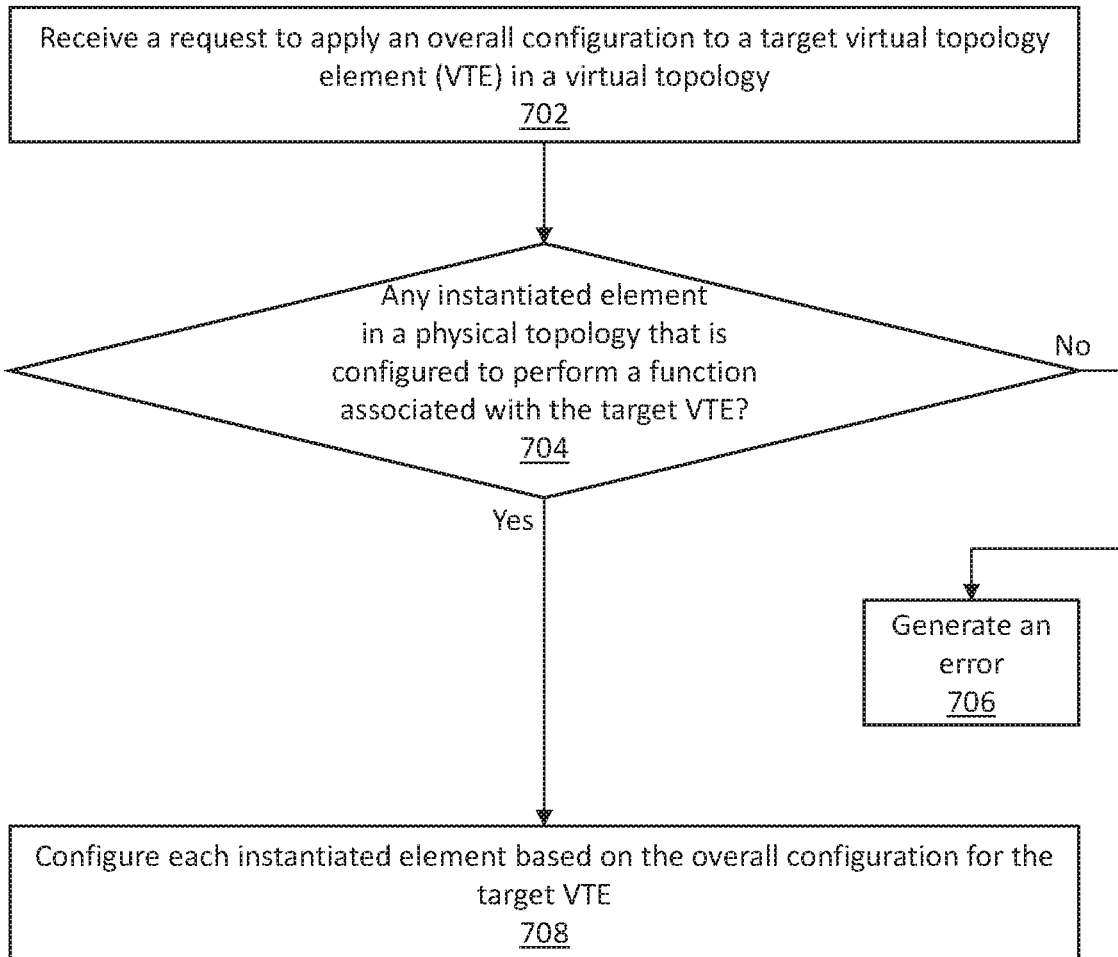 Receive a request to apply an overall configuration to a target virtual topology
element (VTE) in a virtual topology
702
Any instantiated element
in a physical topology that is
configured to perform a function
associated with the target VTE?
704
No
Yes
Generate an
error
706
Configure each instantiated element based on the overall configuration for the
target VTE
708